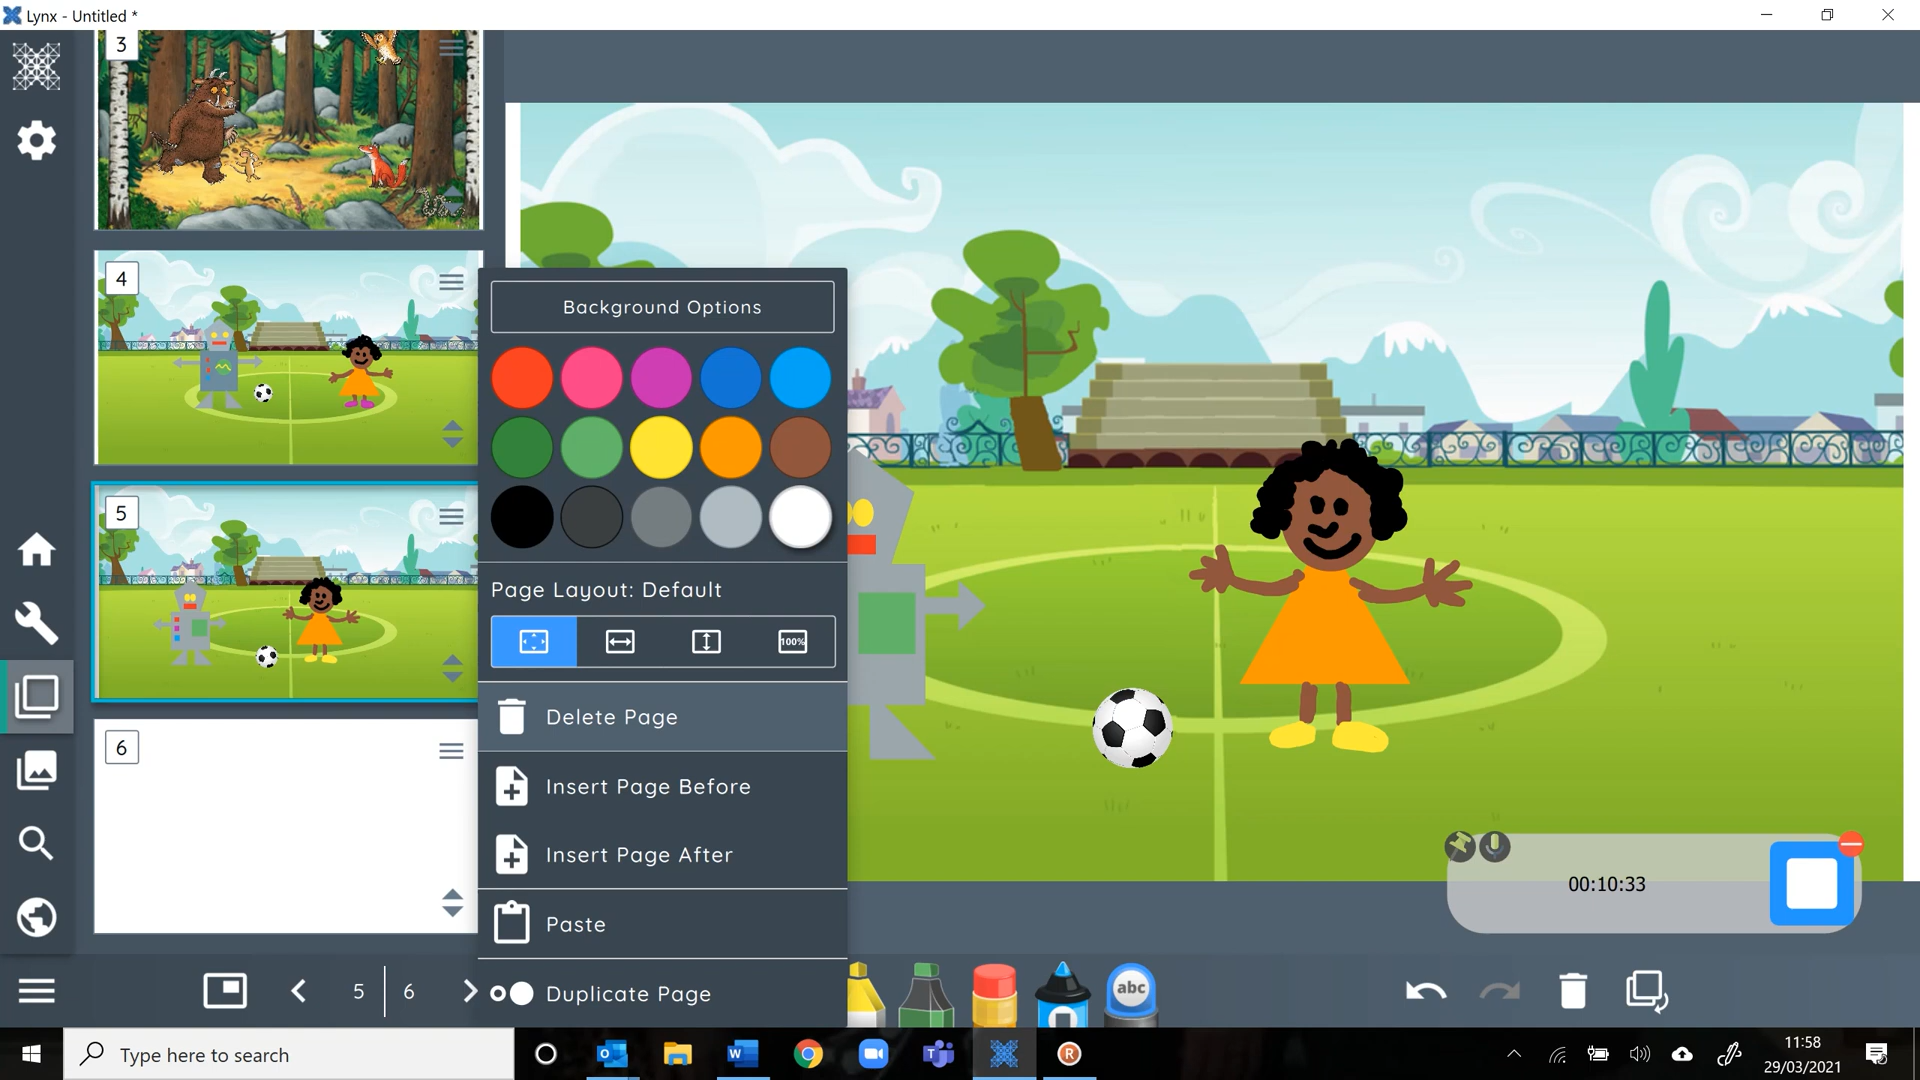 Lynx - Untitled *
3
4
5
6
Background Options
Page Layout: Default
100%
Delete Page
Insert Page Before
Insert Page After
Paste
Duplicate Page
00:10:33
5 6
abc
Type here to search
11:58
29/03/2021